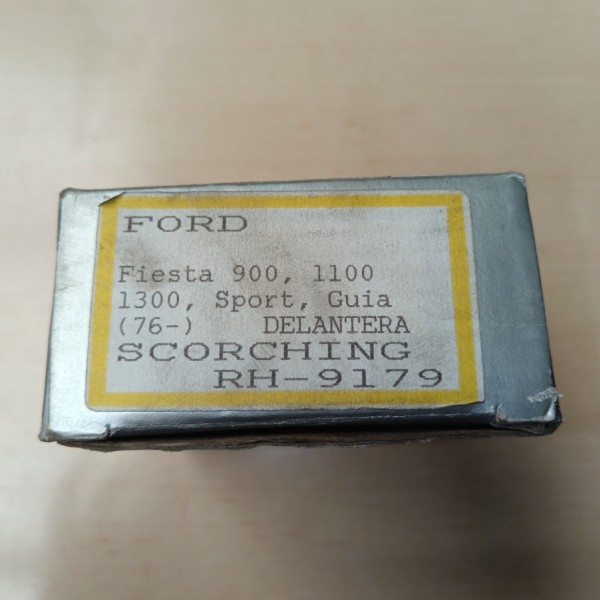 FORD
Fiesta 900, 1100
1300, Sport, Guia
(76-) DELANTERA
SCORCHING
RH-9179